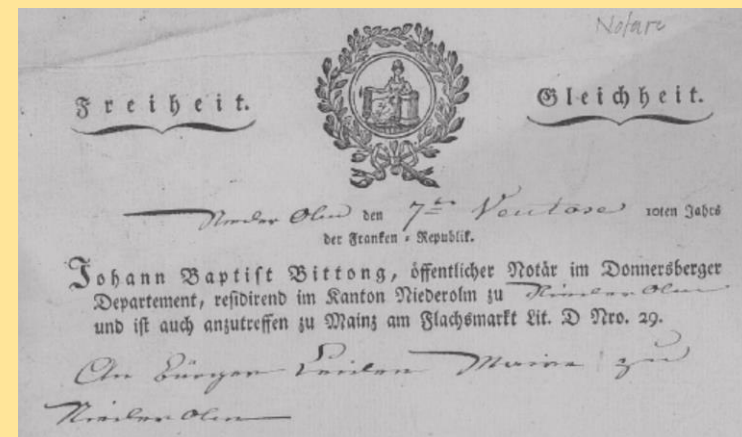 Notare
Freiheit.
Gleichheit.
Nieder Olm den 7ten Ventose 10ten Jahrs
der Franken = Republik.
Johann Baptist Bittong, öffentlicher Notär im Donnersberger
Departement, residirend im Kanton Niederolm zu Nieder Olm
und ist auch anzutreffen zu Mainz am Flachsmarkt Lit. D Nro. 29.
An Bürger Maire zu
Nieder Olm